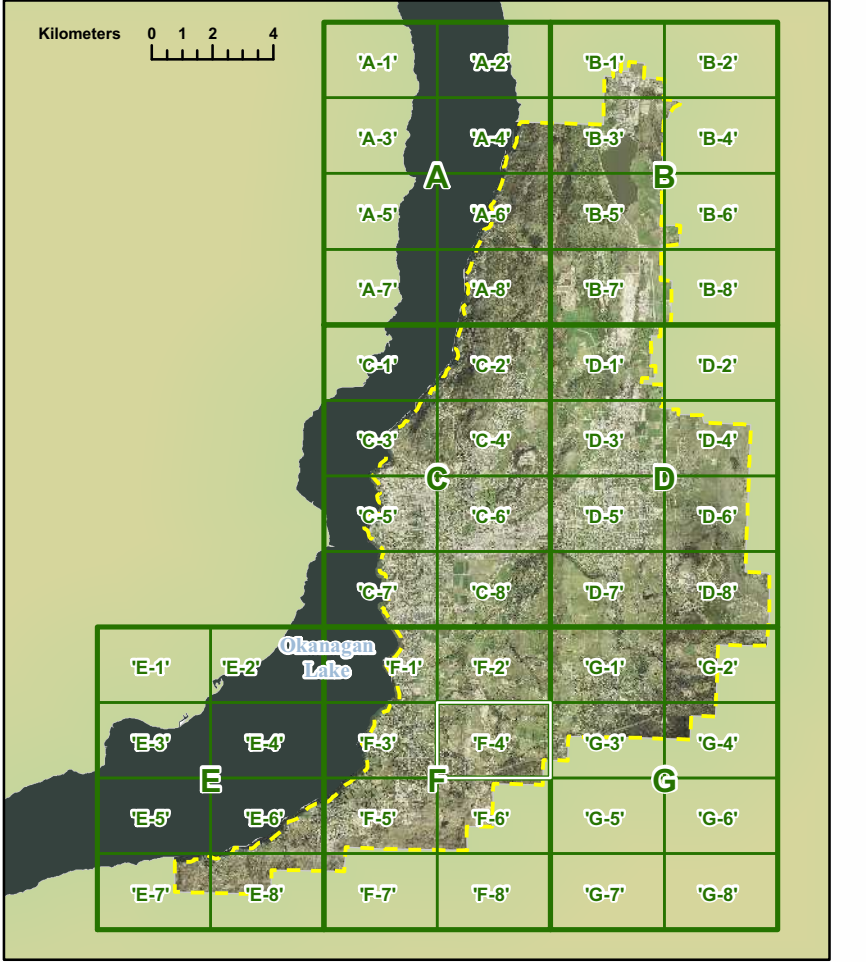 Kilometers 0 1 2 4
'A-1' 'A-2' 'B-1' 'B-2'
'A-3' 'A-4' 'B-3' 'B-4'
A B
'A-5' 'A-6' 'B-5' 'B-6'
'A-7' 'A-8' 'B-7' 'B-8'
'C-1' 'C-2' 'D-1' 'D-2'
'C-3' 'C-4' 'D-3' 'D-4'
C D
'C-5' 'C-6' 'D-5' 'D-6'
'C-7' 'C-8' 'D-7' 'D-8'
Okanagan
Lake
'E-1' 'E-2' 'F-1' 'F-2' 'G-1' 'G-2'
'E-3' 'E-4' 'F-3' 'F-4' 'G-3' 'G-4'
E F G
'E-5' 'E-6' 'F-5' 'F-6' 'G-5' 'G-6'
'E-7' 'E-8' 'F-7' 'F-8' 'G-7' 'G-8'